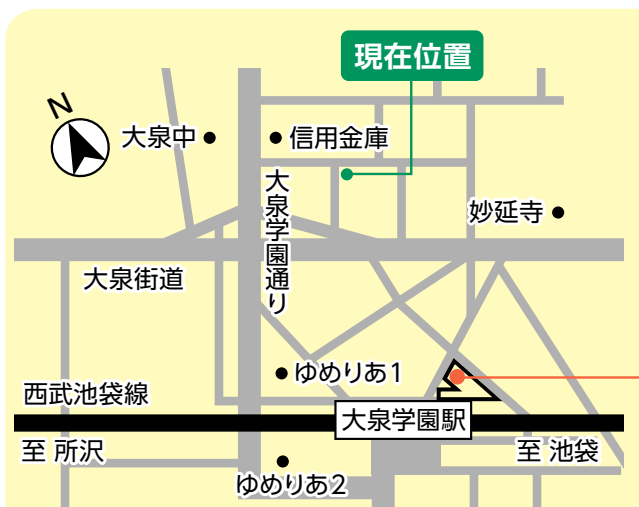 現在位置
N
大泉中
信用金庫
大泉学園通り
妙延寺
大泉街道
ゆめりあ1
西武池袋線
大泉学園駅
至 所沢
至 池袋
ゆめりあ2